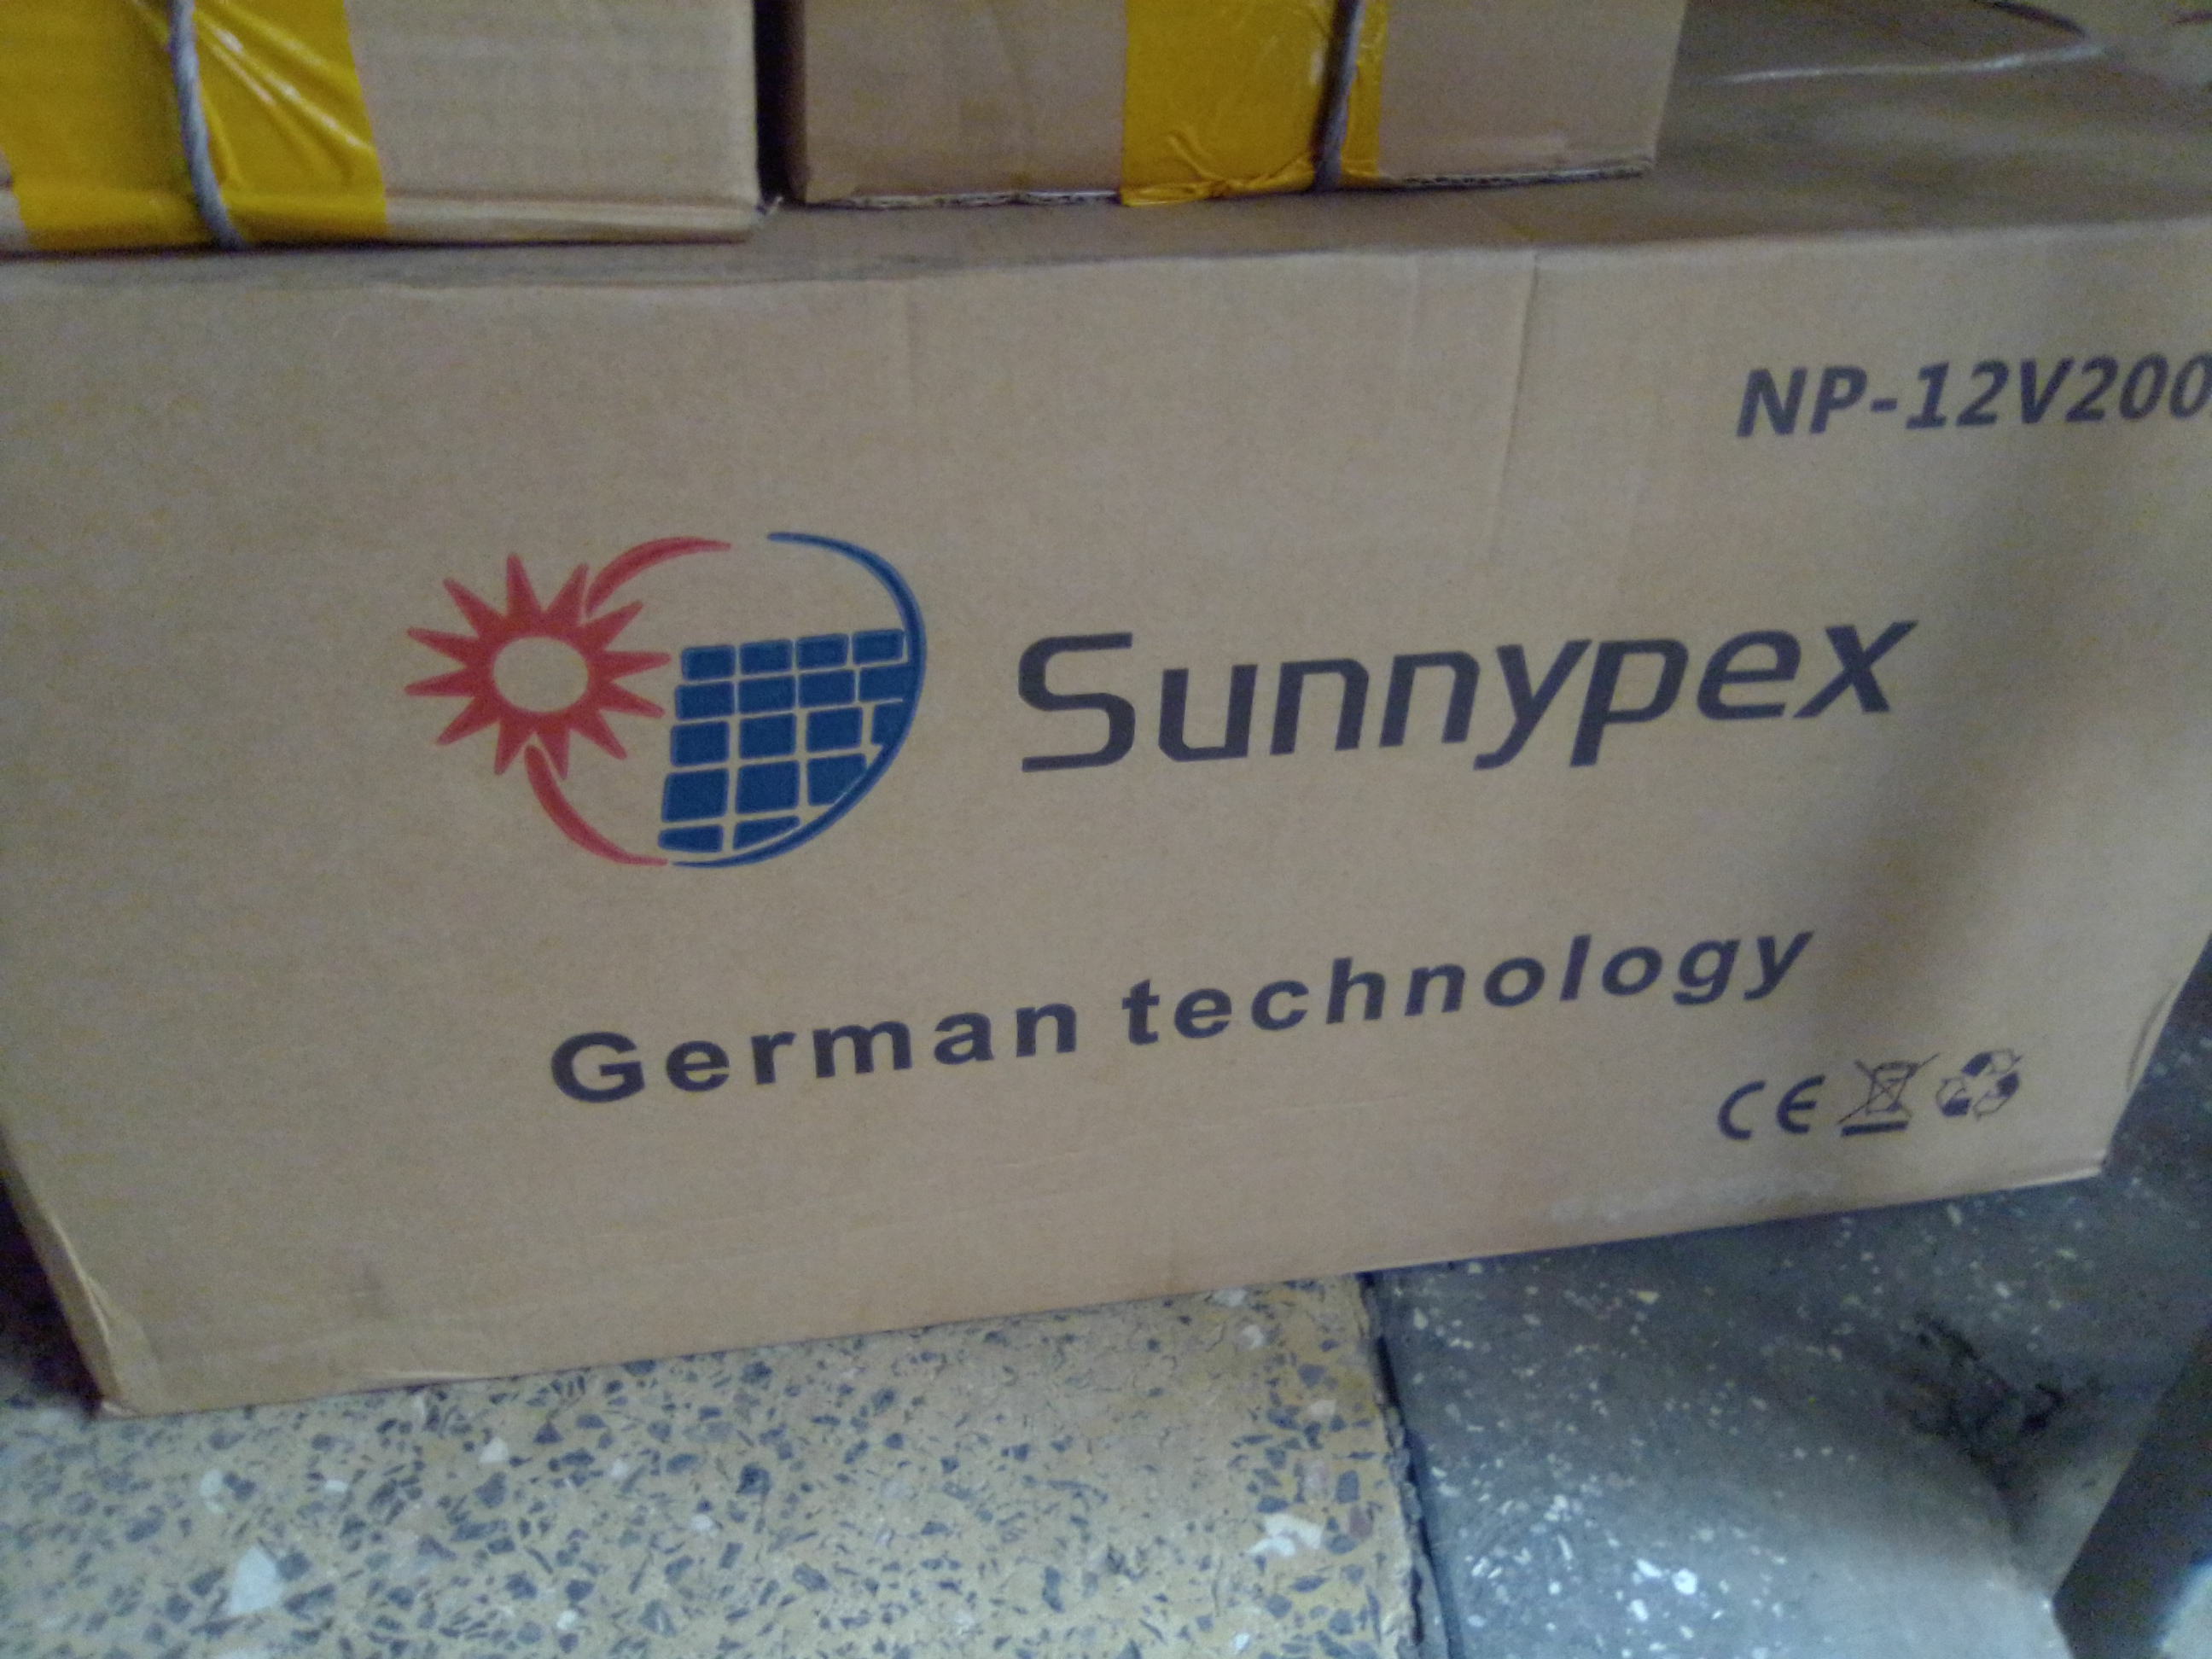 NP-12V200
Sunnypex
German technology
CE